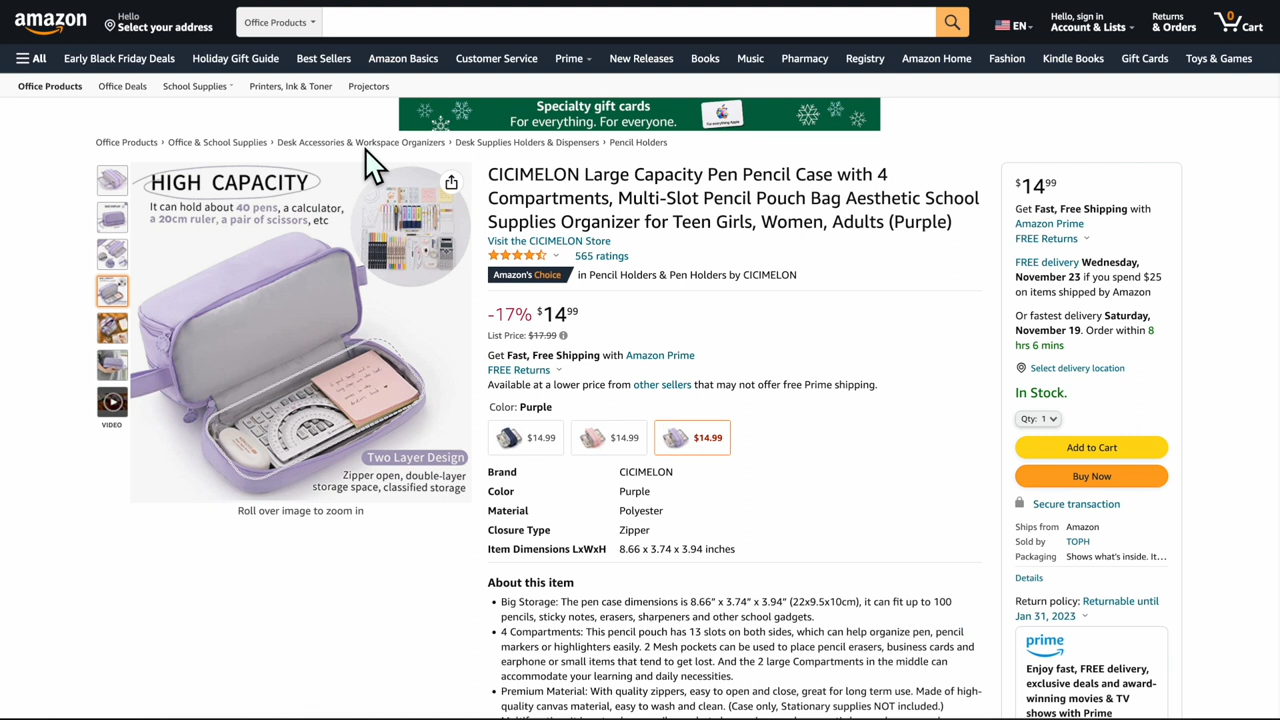 amazon
Hello
Select your address
Office Products
EN
Hello, sign in
Account & Lists
Returns
& Orders
0
Cart
All
Early Black Friday Deals
Holiday Gift Guide
Best Sellers
Amazon Basics
Customer Service
Prime
New Releases
Books
Music
Pharmacy
Registry
Amazon Home
Fashion
Kindle Books
Gift Cards
Toys & Games
Office Products
Office Deals
School Supplies
Printers, Ink & Toner
Projectors
Specialty gift cards
For everything. For everyone.
Office Products › Office & School Supplies › Desk Accessories & Workspace Organizers › Desk Supplies Holders & Dispensers › Pencil Holders
HIGH CAPACITY
It can hold about 40 pens, a calculator,
a 20cm ruler, a pair of scissors, etc
Two Layer Design
Zipper open, double-layer
storage space, classified storage
VIDEO
Roll over image to zoom in
CICIMELON Large Capacity Pen Pencil Case with 4
Compartments, Multi-Slot Pencil Pouch Bag Aesthetic School
Supplies Organizer for Teen Girls, Women, Adults (Purple)
Visit the CICIMELON Store
565 ratings
Amazon's Choice in Pencil Holders & Pen Holders by CICIMELON
-17% $14.99
List Price: $17.99
Get Fast, Free Shipping with Amazon Prime
FREE Returns
Available at a lower price from other sellers that may not offer free Prime shipping.
Color: Purple
$14.99
$14.99
$14.99
Brand CICIMELON
Color Purple
Material Polyester
Closure Type Zipper
Item Dimensions LxWxH 8.66 x 3.74 x 3.94 inches
About this item
• Big Storage: The pen case dimensions is 8.66” x 3.74” x 3.94” (22x9.5x10cm), it can fit up to 100
pencils, sticky notes, erasers, sharpeners and other school gadgets.
• 4 Compartments: This pencil pouch has 13 slots on both sides, which can help organize pen, pencil
markers or highlighters easily. 2 Mesh pockets can be used to place pencil erasers, business cards and
earphone or small items that tend to get lost. And the 2 large Compartments in the middle can
accommodate your learning and daily necessities.
• Premium Material: With quality zippers, easy to open and close, great for long term use. Made of high-
quality canvas material, easy to wash and clean. (Case only, Stationary supplies NOT included.)
$14.99
Get Fast, Free Shipping with
Amazon Prime
FREE Returns
FREE delivery Wednesday,
November 23 if you spend $25
on items shipped by Amazon
Or fastest delivery Saturday,
November 19. Order within 8
hrs 6 mins
Select delivery location
In Stock.
Qty: 1
Add to Cart
Buy Now
Secure transaction
Ships from Amazon
Sold by TOPH
Packaging Shows what's inside. It…
Details
Return policy: Returnable until
Jan 31, 2023
prime
Enjoy fast, FREE delivery,
exclusive deals and award-
winning movies & TV
shows with Prime